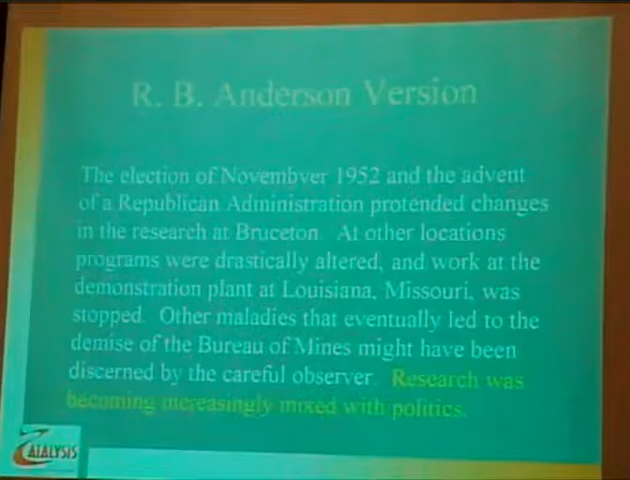 R. B. Anderson Version
The election of Novembver 1952 and the advent
of a Republican Administration protended changes
in the research at Bruceton. At other locations
programs were drastically altered, and work at the
demonstration plant at Louisiana, Missouri, was
stopped. Other maladies that eventually led to the
demise of the Bureau of Mines might have been
discerned by the careful observer. Research was
becoming increasingly mixed with politics.
CATALYSIS